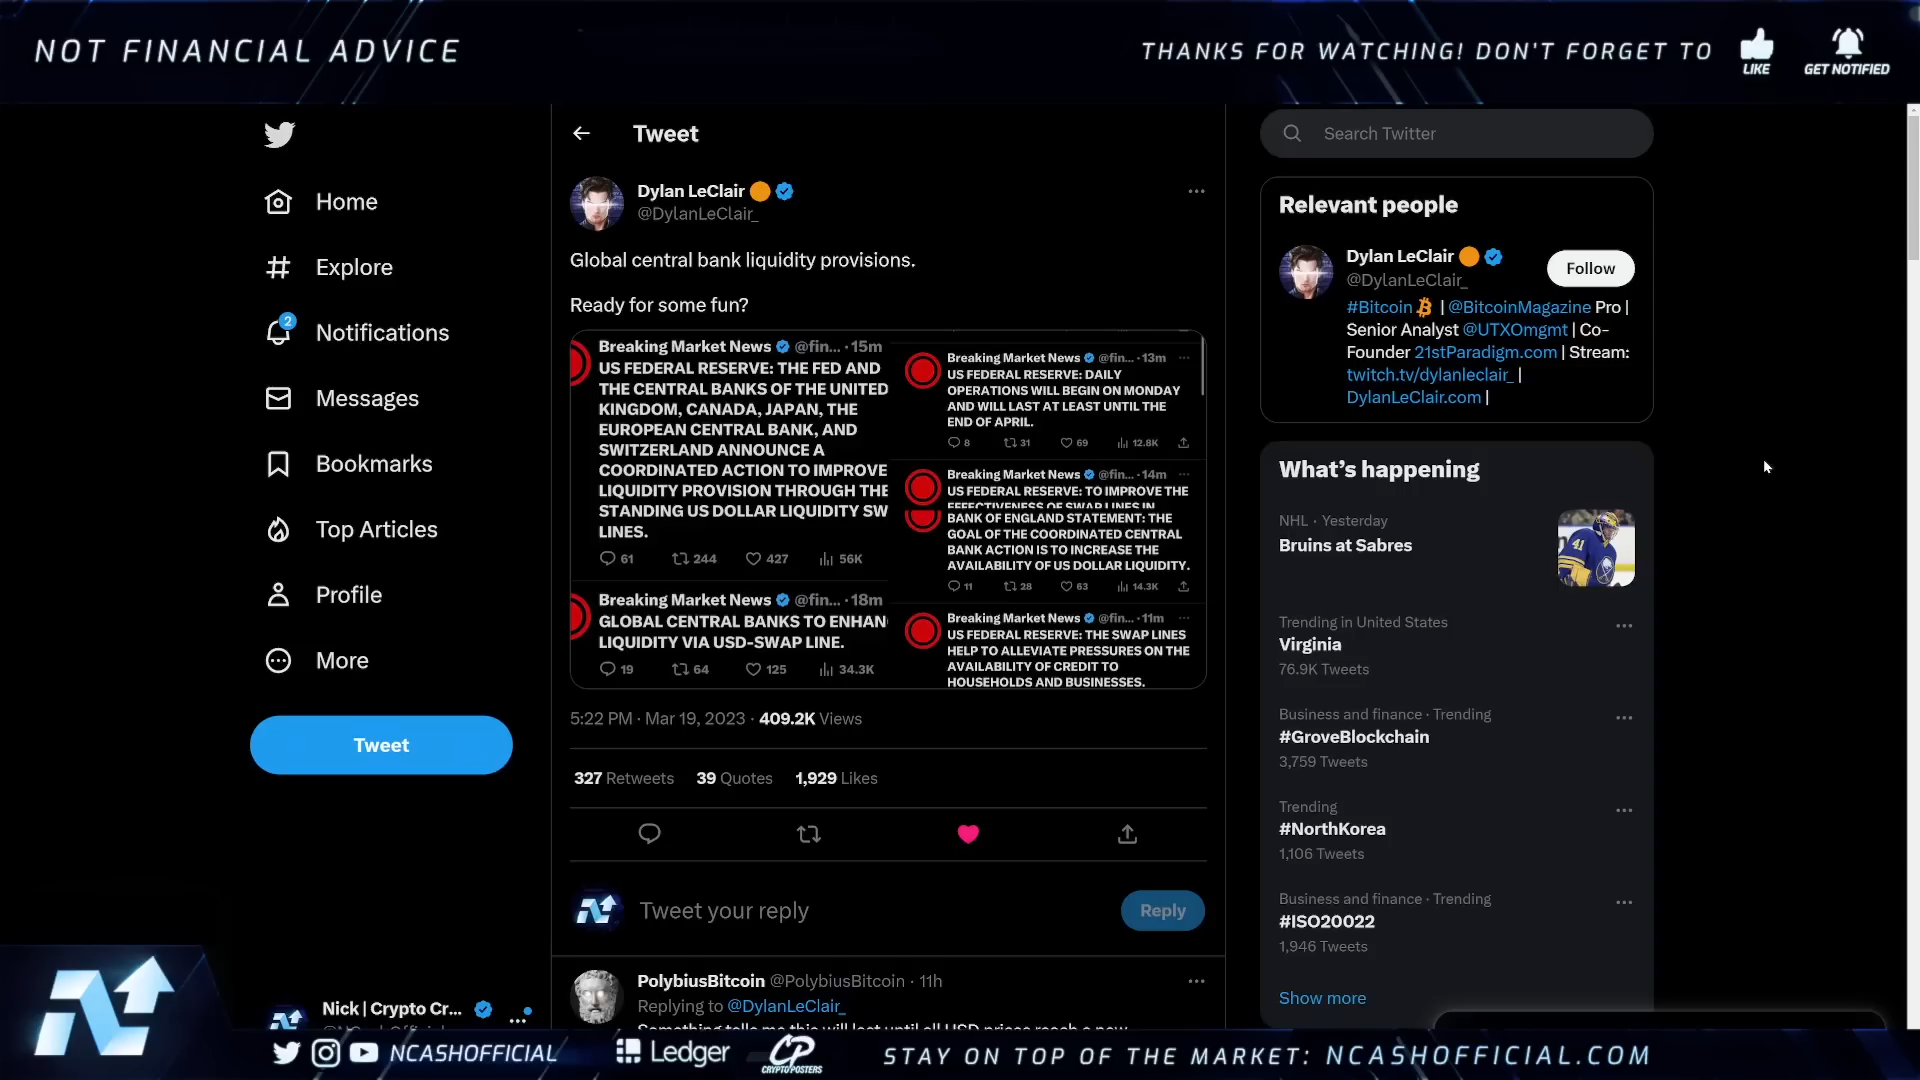 NOT FINANCIAL ADVICE
THANKS FOR WATCHING! DON'T FORGET TO
LIKE
GET NOTIFIED
Home
Explore
2
Notifications
Messages
Bookmarks
Top Articles
Profile
More
Tweet
Nick | Crypto Cr...
Tweet
Dylan LeClair
@DylanLeClair_
Global central bank liquidity provisions.
Ready for some fun?
Breaking Market News @fin... · 15m
US FEDERAL RESERVE: THE FED AND
THE CENTRAL BANKS OF THE UNITED
KINGDOM, CANADA, JAPAN, THE
EUROPEAN CENTRAL BANK, AND
SWITZERLAND ANNOUNCE A
COORDINATED ACTION TO IMPROVE
LIQUIDITY PROVISION THROUGH THE
STANDING US DOLLAR LIQUIDITY SW
LINES.
61 244 427 56K
Breaking Market News @fin... · 18m
GLOBAL CENTRAL BANKS TO ENHAN
LIQUIDITY VIA USD-SWAP LINE.
19 64 125 34.3K
Breaking Market News @fin... · 13m
US FEDERAL RESERVE: DAILY
OPERATIONS WILL BEGIN ON MONDAY
AND WILL LAST AT LEAST UNTIL THE
END OF APRIL.
8 31 69 12.8K
Breaking Market News @fin... · 14m
US FEDERAL RESERVE: TO IMPROVE THE
EFFECTIVENESS OF SWAP LINES IN
BANK OF ENGLAND STATEMENT: THE
GOAL OF THE COORDINATED CENTRAL
BANK ACTION IS TO INCREASE THE
AVAILABILITY OF US DOLLAR LIQUIDITY.
11 28 63 14.3K
Breaking Market News @fin... · 11m
US FEDERAL RESERVE: THE SWAP LINES
HELP TO ALLEVIATE PRESSURES ON THE
AVAILABILITY OF CREDIT TO
HOUSEHOLDS AND BUSINESSES.
5:22 PM · Mar 19, 2023 · 409.2K Views
327 Retweets 39 Quotes 1,929 Likes
Tweet your reply
Reply
PolybiusBitcoin @PolybiusBitcoin · 11h
Replying to @DylanLeClair_
Search Twitter
Relevant people
Dylan LeClair
@DylanLeClair_
Follow
#Bitcoin | @BitcoinMagazine Pro |
Senior Analyst @UTXOmgmt | Co-
Founder 21stParadigm.com | Stream:
twitch.tv/dylanleclair_ |
DylanLeClair.com |
What's happening
NHL · Yesterday
Bruins at Sabres
41
Trending in United States
Virginia
76.9K Tweets
Business and finance · Trending
#GroveBlockchain
3,759 Tweets
Trending
#NorthKorea
1,106 Tweets
Business and finance · Trending
#ISO20022
1,946 Tweets
Show more
NCASHOFFICIAL
Ledger
CP
CRYPTOPOSTERS
STAY ON TOP OF THE MARKET: NCASHOFFICIAL.COM